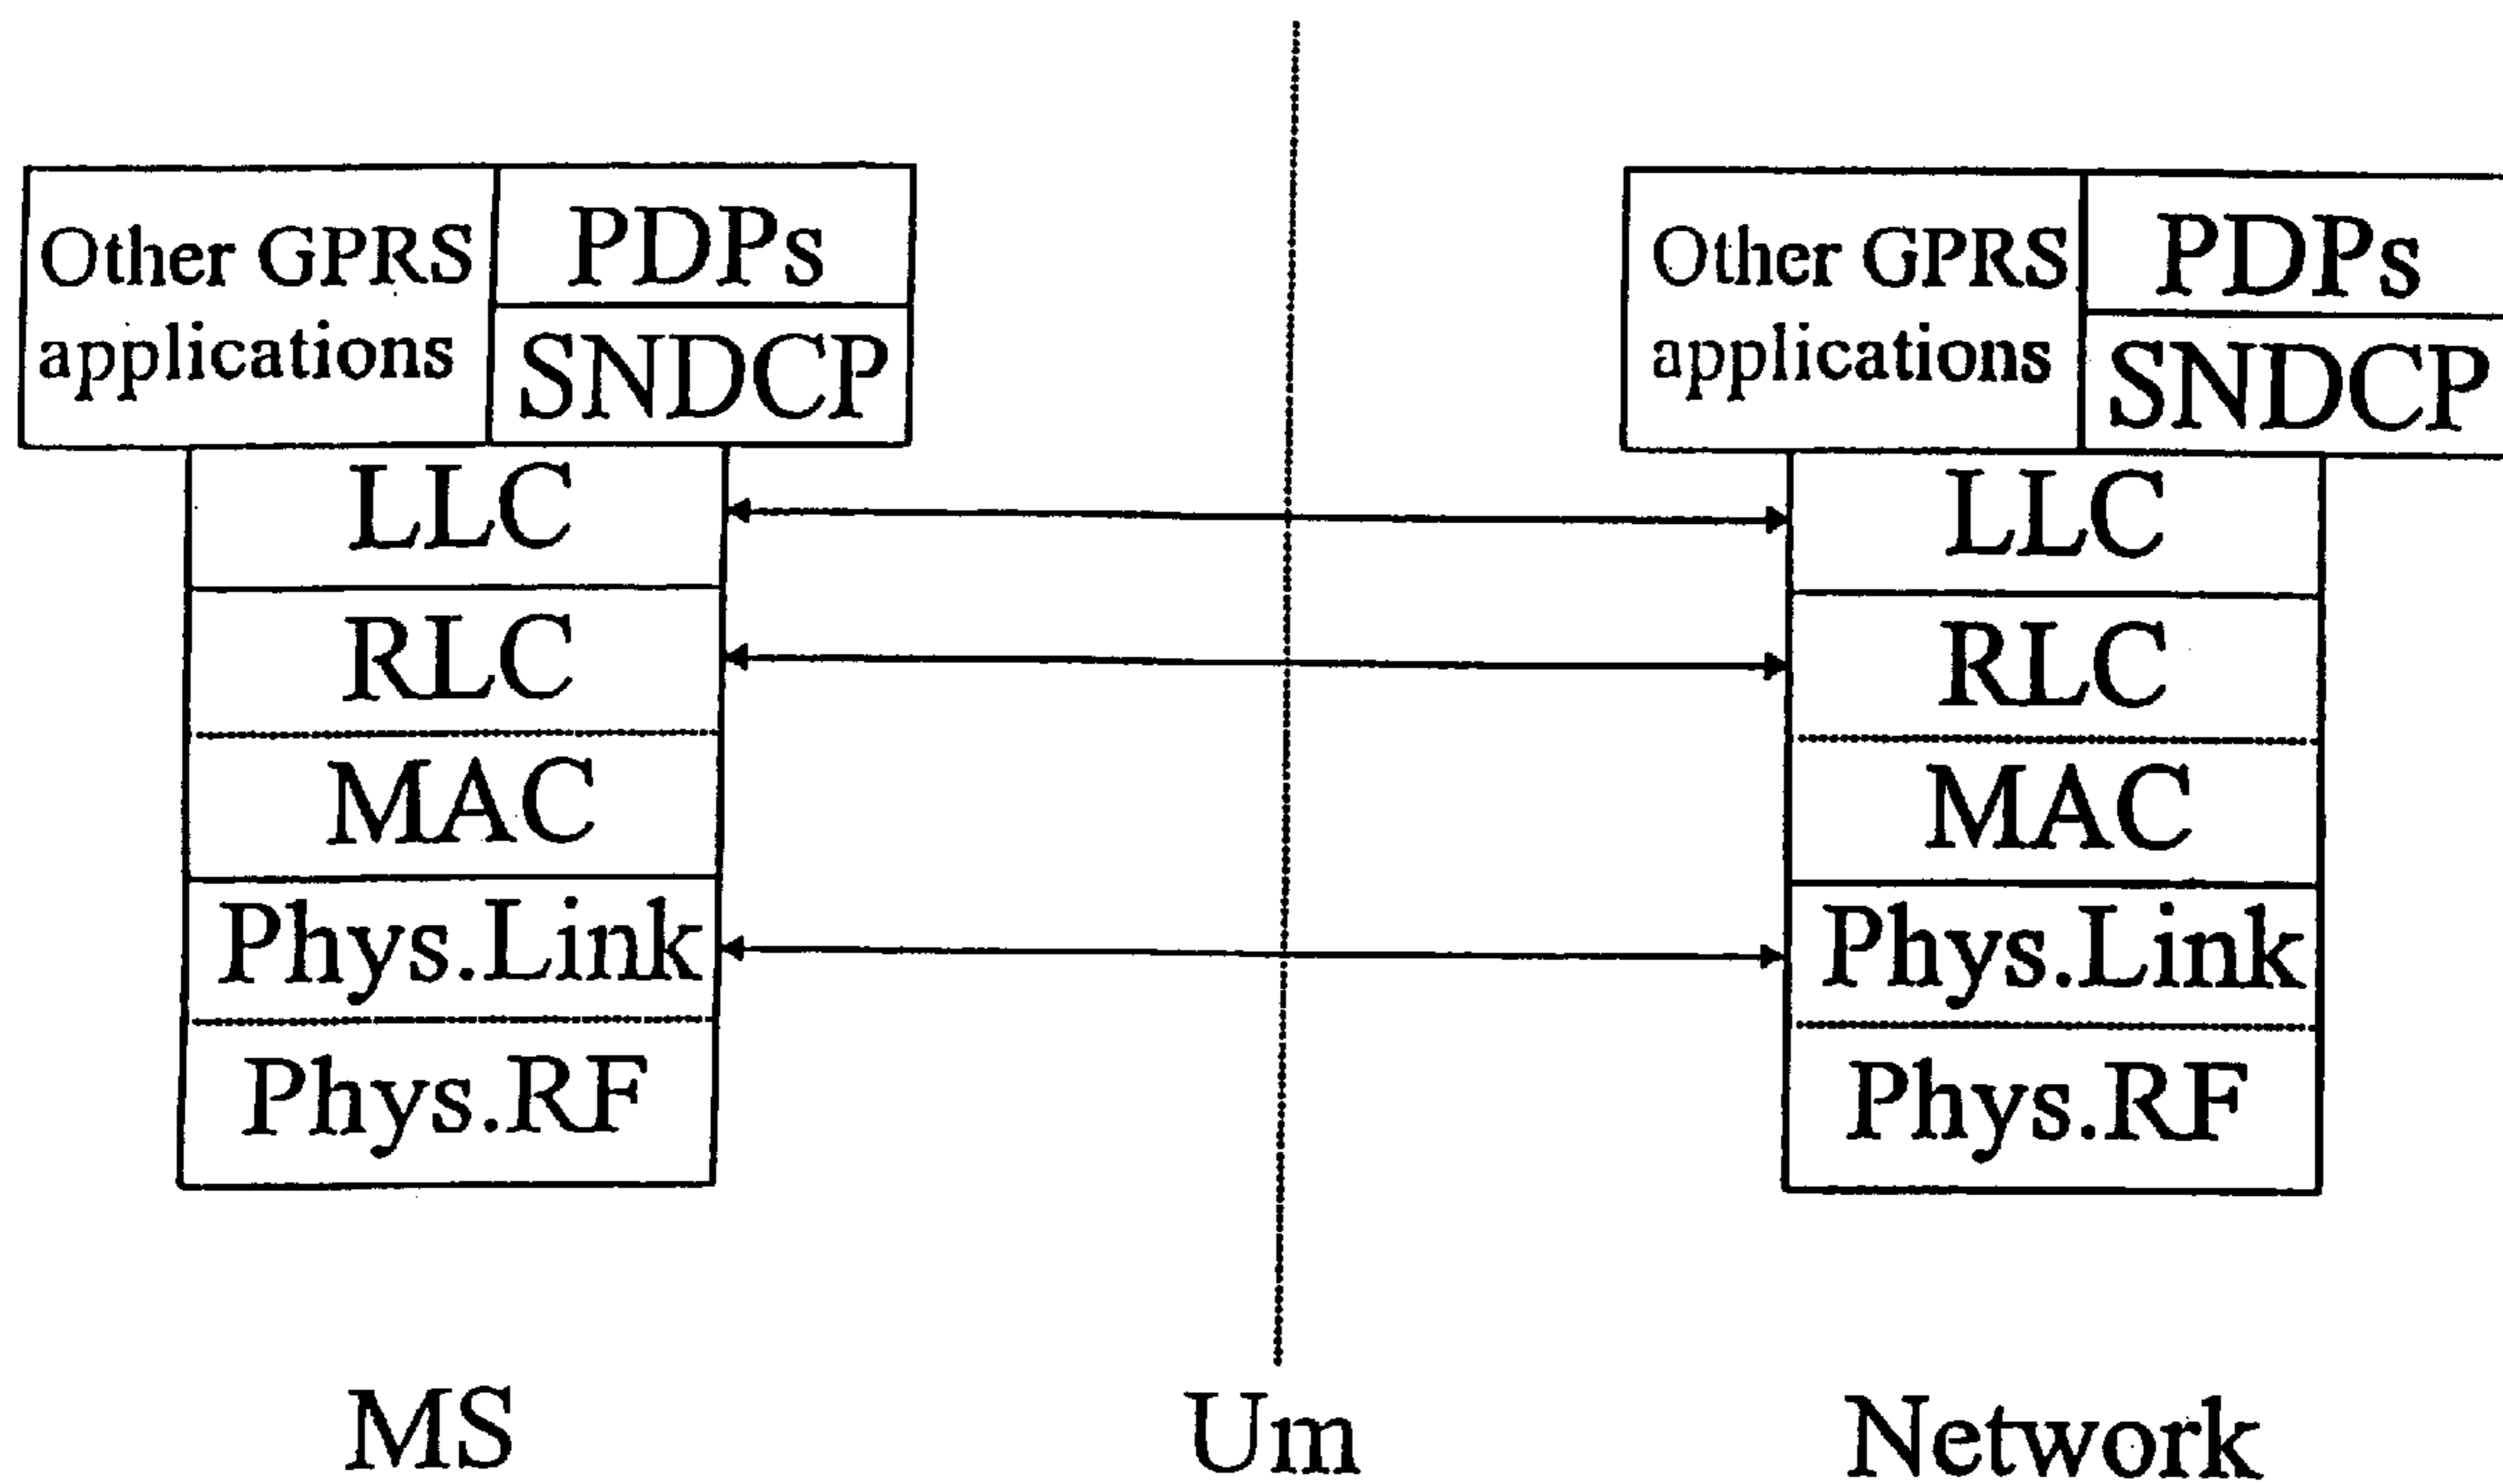 Other GPRS
applications
PDPs
SNDCP
LLC
RLC
MAC
Phys.Link
Phys.RF
MS
Um
Other GPRS
applications
PDPs
SNDCP
LLC
RLC
MAC
Phys.Link
Phys.RF
Network